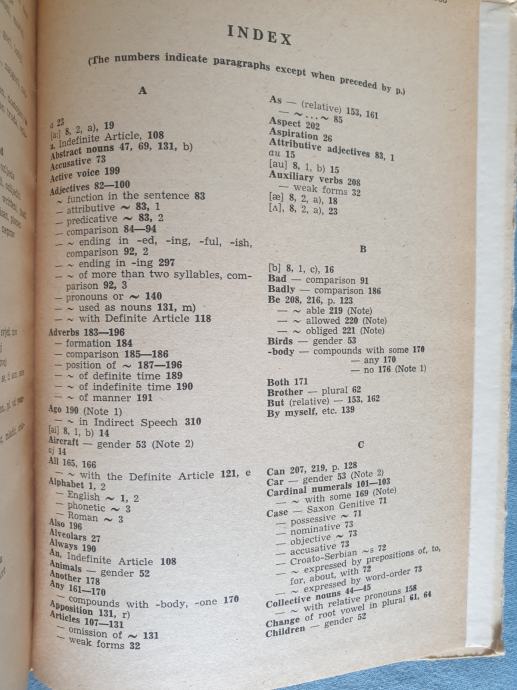 INDEX
(The numbers indicate paragraphs except when preceded by p.)
A
a 23
[a:] 8, 2, a), 19
a, Indefinite Article, 108
Abstract nouns 47, 69, 131, b)
Accusative 73
Active voice 199
Adjectives 82—100
— ~ function in the sentence 83
— attributive ~ 83, 1
— predicative ~ 83, 2
— comparison 84—94
— ~ ending in -ed, -ing, -ful, -ish,
comparison 92, 2
— ~ ending in -ing 297
— ~ of more than two syllables, com-
parison 92, 3
— pronouns or ~ 140
— ~ used as nouns 131, m)
— ~ with Definite Article 118
Adverbs 183—196
— formation 184
— comparison 185—186
— position of ~ 187—196
— ~ of definite time 189
— ~ of indefinite time 190
— ~ of manner 191
Ago 190 (Note 1)
— ~ in Indirect Speech 310
[ai] 8, 1, b) 14
Aircraft — gender 53 (Note 2)
aj 14
All 165, 166
— ~ with the Definite Article 121, e
Alphabet 1, 2
— English ~ 1, 2
— phonetic ~ 3
— Roman ~ 3
Also 196
Alveolars 27
Always 190
An, Indefinite Article 108
Animals — gender 52
Another 178
Any 161—170
— compounds with -body, -one 170
Apposition 131, r)
Articles 107—131
— omission of ~ 131
— weak forms 32
As — (relative) 153, 161
— ~ ... ~ 85
Aspect 202
Aspiration 26
Attributive adjectives 83, 1
au 15
[au] 8, 1, b) 15
Auxiliary verbs 208
— weak forms 32
[æ] 8, 2, a), 18
[ʌ], 8, 2, a), 23
B
[b] 8, 1, c), 16
Bad — comparison 91
Badly — comparison 186
Be 208, 216, p. 123
— ~ able 219 (Note)
— ~ allowed 220 (Note)
— ~ obliged 221 (Note)
Birds — gender 53
-body — compounds with some 170
— any 170
— no 176 (Note 1)
Both 171
Brother — plural 62
But (relative) — 153, 162
By myself, etc. 139
C
Can 207, 219, p. 128
Car — gender 53 (Note 2)
Cardinal numerals 101—103
— ~ with some 169 (Note)
Case — Saxon Genitive 71
— possessive ~ 71
— nominative 73
— objective ~ 73
— accusative 73
— Croato-Serbian ~s 72
— ~ expressed by prepositions of, to,
for, about, with 72
— ~ expressed by word-order 73
Collective nouns 44—45
— ~ with relative pronouns 158
Change of root vowel in plural 61, 64
Children — gender 52